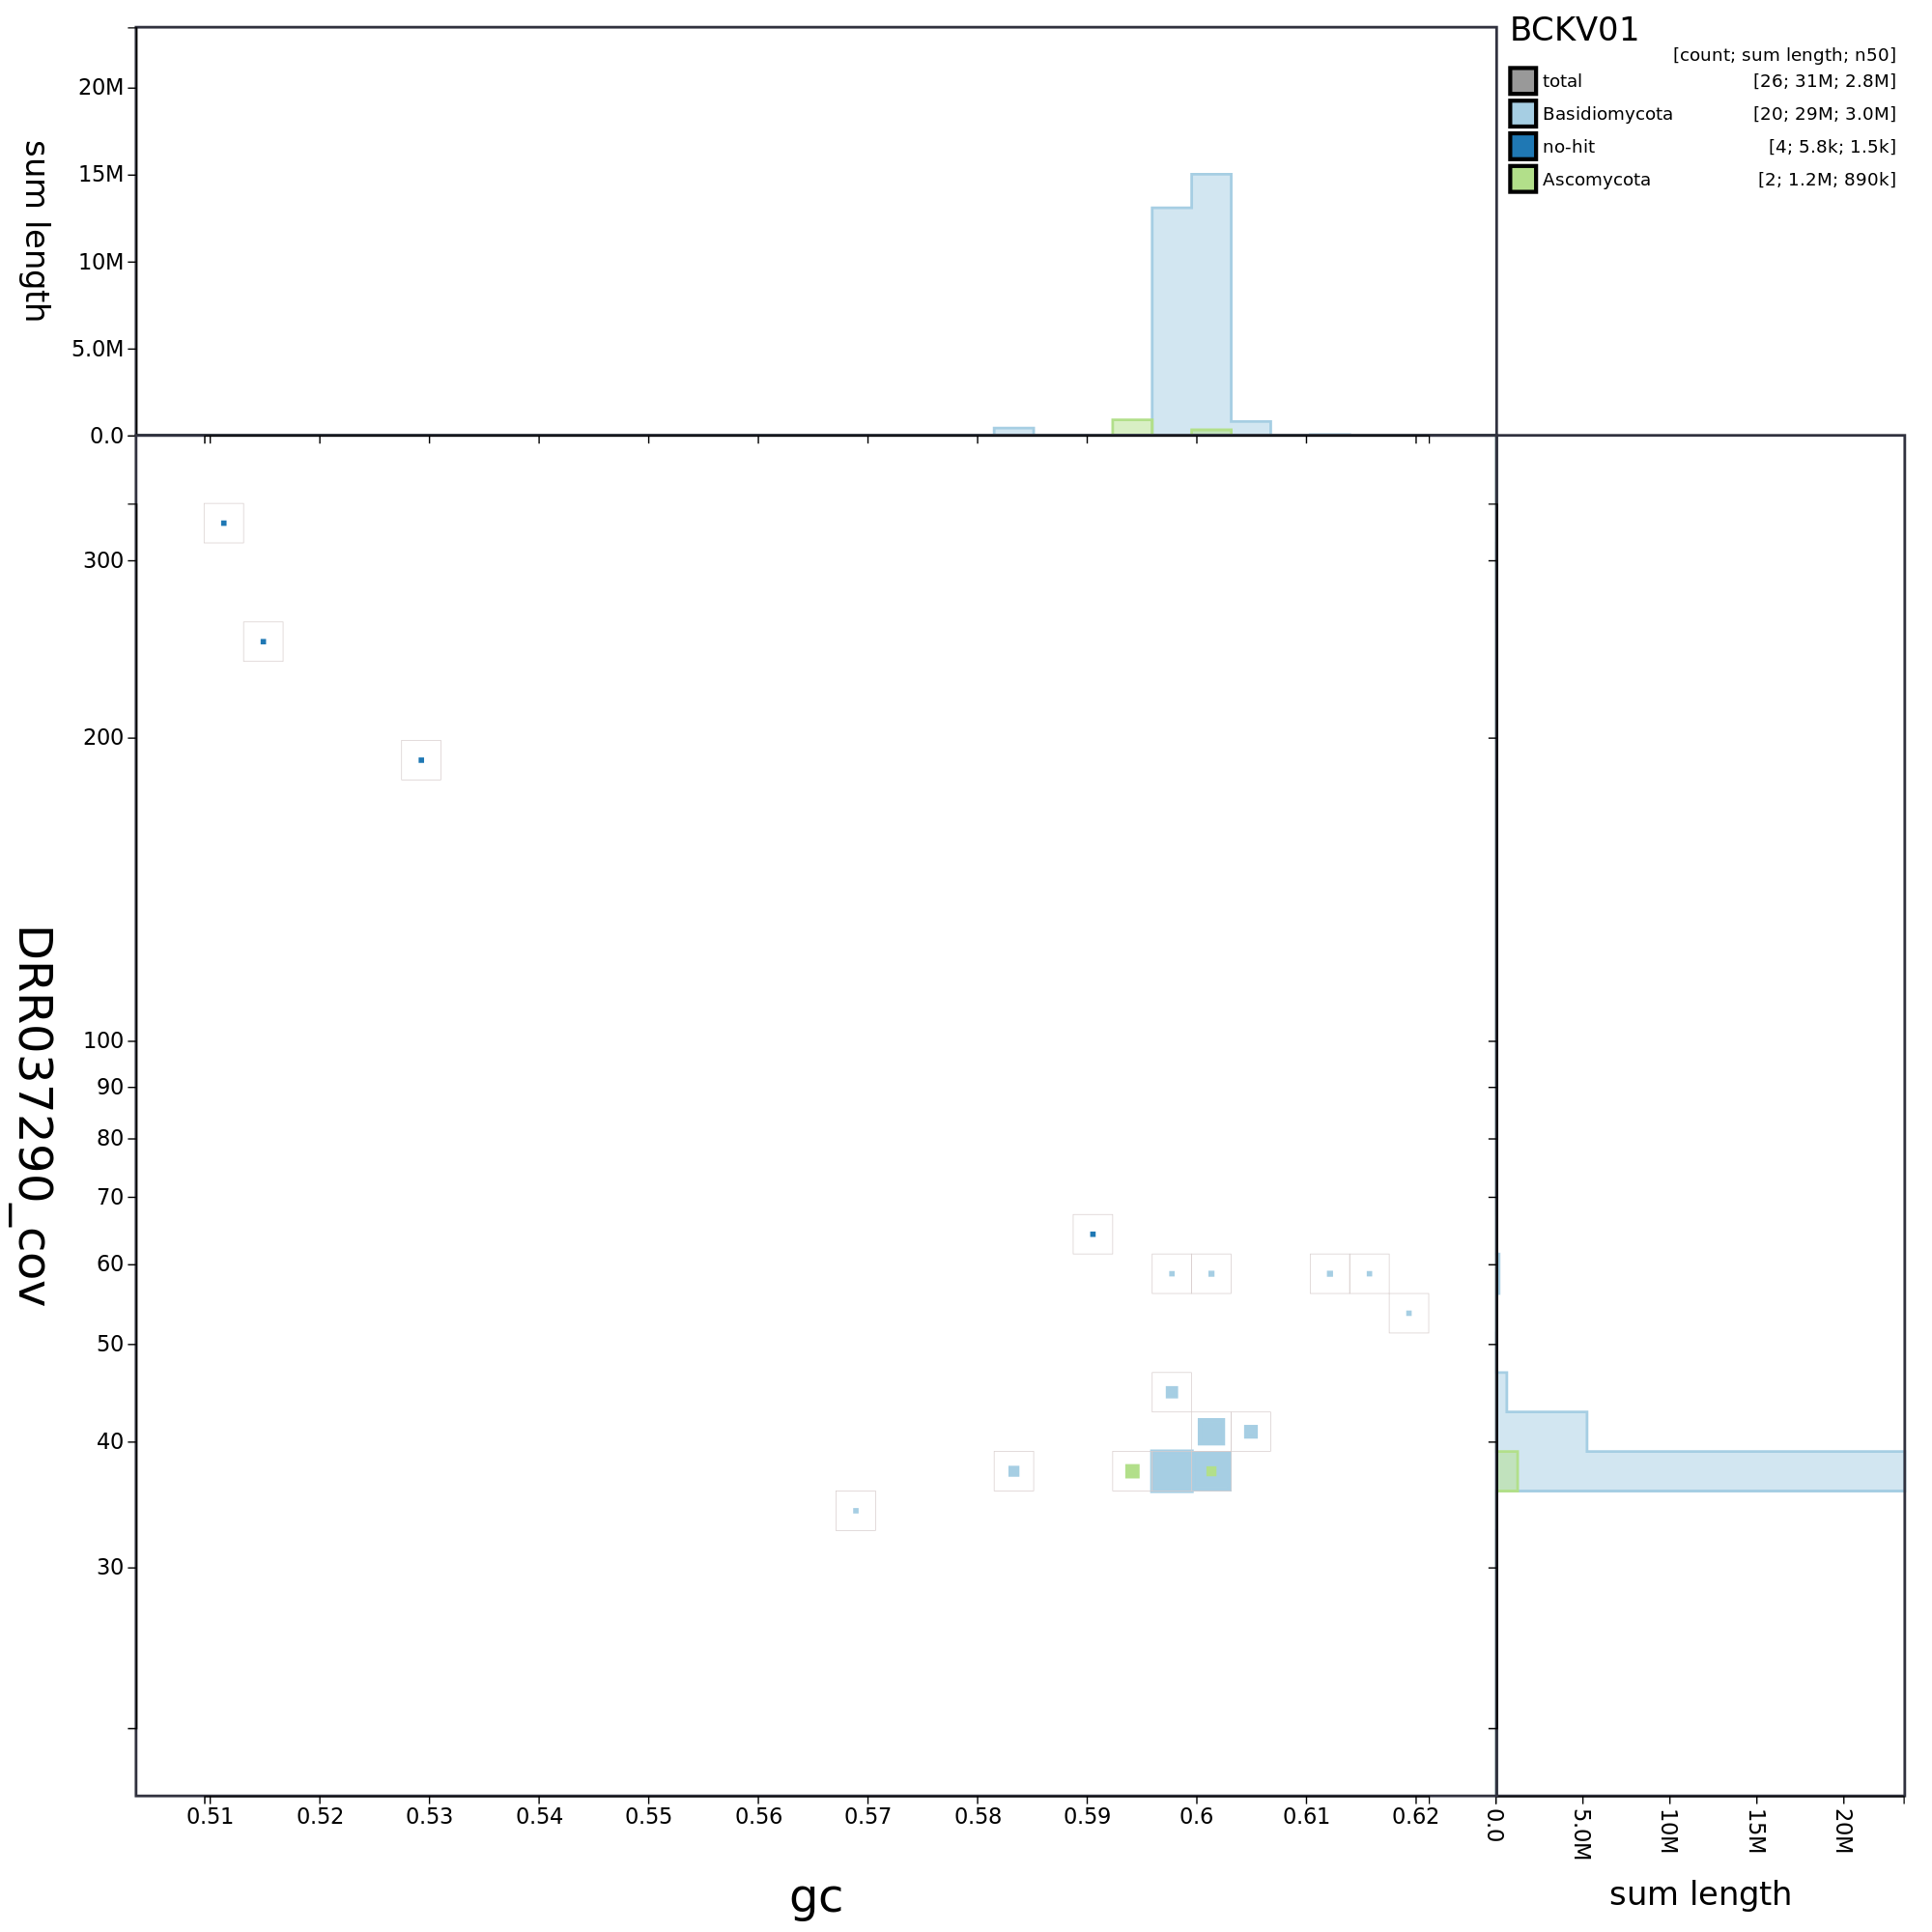 BCKV01
[count; sum length; n50]
total [26; 31M; 2.8M]
Basidiomycota [20; 29M; 3.0M]
no-hit [4; 5.8k; 1.5k]
Ascomycota [2; 1.2M; 890k]
sum length
20M
15M
10M
5.0M
0.0
DRR037290_cov
300
200
100
90
80
70
60
50
40
30
0.51 0.52 0.53 0.54 0.55 0.56 0.57 0.58 0.59 0.6 0.61 0.62
gc
0.0 5.0M 10M 15M 20M
sum length